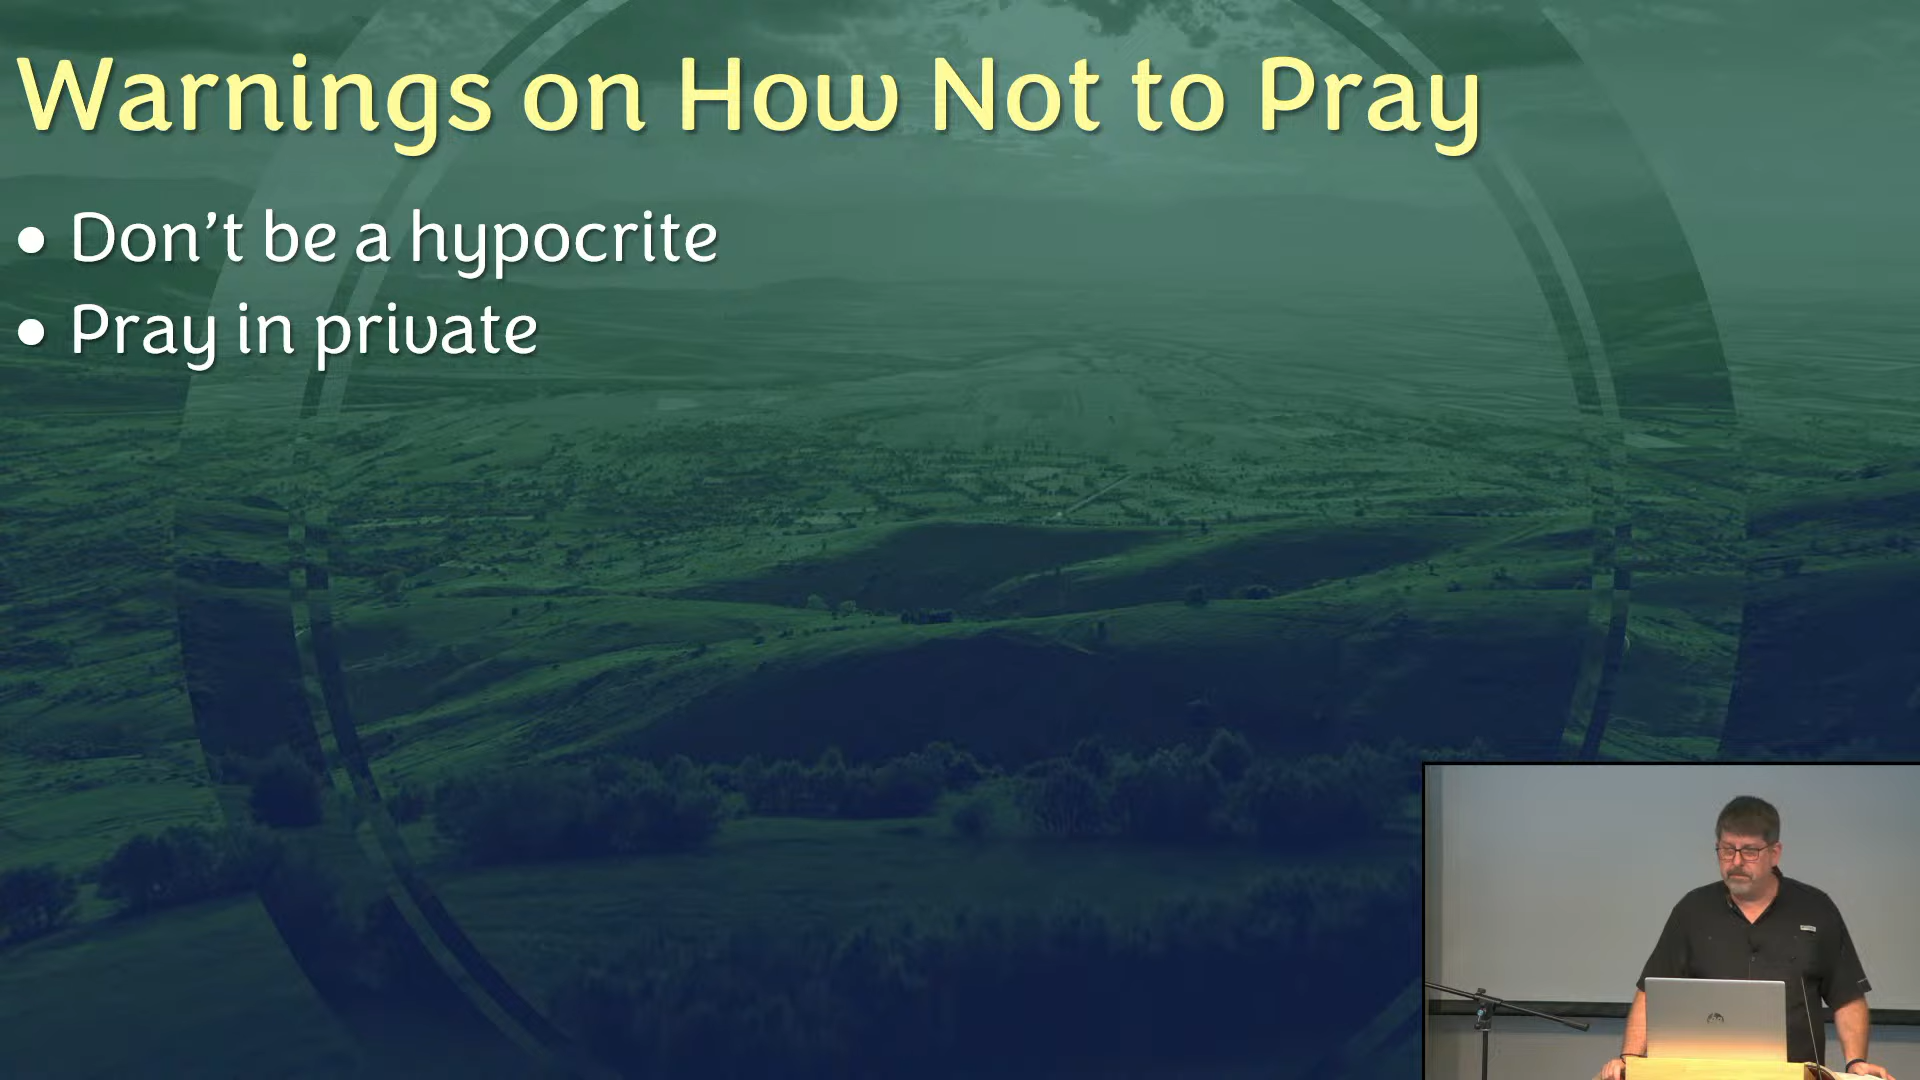 Warnings on How Not to Pray
• Don’t be a hypocrite
• Pray in private